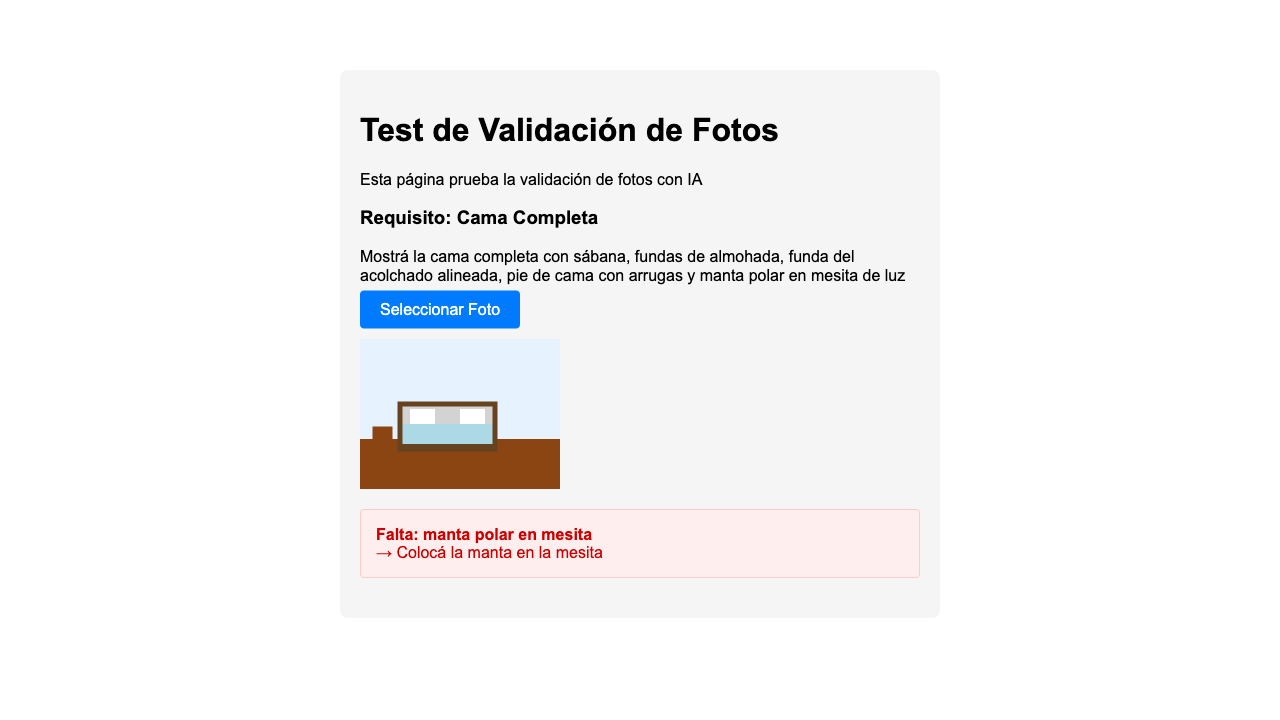 Test de Validación de Fotos
Esta página prueba la validación de fotos con IA
Requisito: Cama Completa
Mostrá la cama completa con sábana, fundas de almohada, funda del
acolchado alineada, pie de cama con arrugas y manta polar en mesita de luz
Seleccionar Foto
Falta: manta polar en mesita
→ Colocá la manta en la mesita